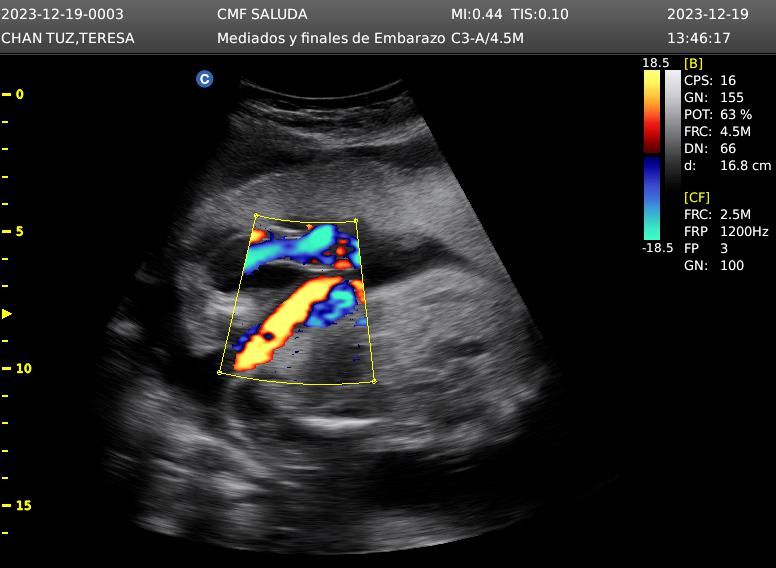 2023-12-19-0003 CMF SALUDA MI:0.44 TIS:0.10 2023-12-19
CHAN TUZ,TERESA Mediados y finales de Embarazo C3-A/4.5M 13:46:17
C
18.5 [B]
CPS: 16
GN: 155
POT: 63 %
FRC: 4.5M
DN: 66
d: 16.8 cm
[CF]
FRC: 2.5M
FRP 1200Hz
FP 3
GN: 100
-18.5
0
5
10
15